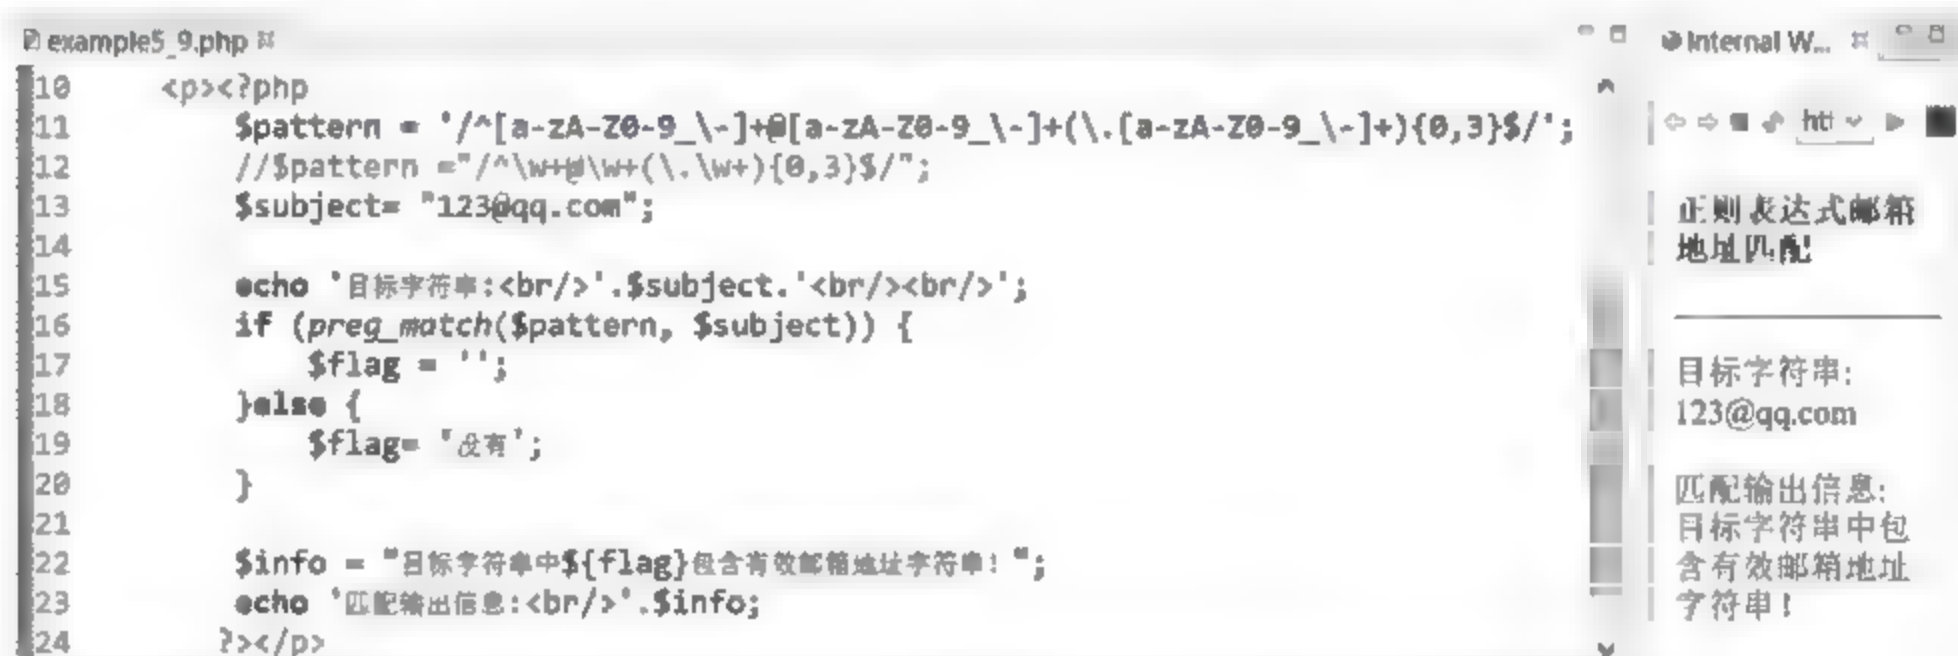 example5_9.php
10 <p><?php
11 $pattern = '/^[a-zA-Z0-9_\-]+@[a-zA-Z0-9_\-]+(\.[a-zA-Z0-9_\-]+){0,3}$/';
12 //$pattern ="/^\w+@\w+(\.\w+){0,3}$/";
13 $subject= "123@qq.com";
14
15 echo '目标字符串:<br/>'.$subject.'<br/><br/>';
16 if (preg_match($pattern, $subject)) {
17 $flag = '';
18 }else {
19 $flag= '没有';
20 }
21
22 $info = "目标字符串中${flag}包含有效邮箱地址字符串！";
23 echo '匹配输出信息:<br/>'.$info;
24 ?></p>
Internal W...
htt
正则表达式邮箱
地址匹配
目标字符串:
123@qq.com
匹配输出信息:
目标字符串中包
含有效邮箱地址
字符串！